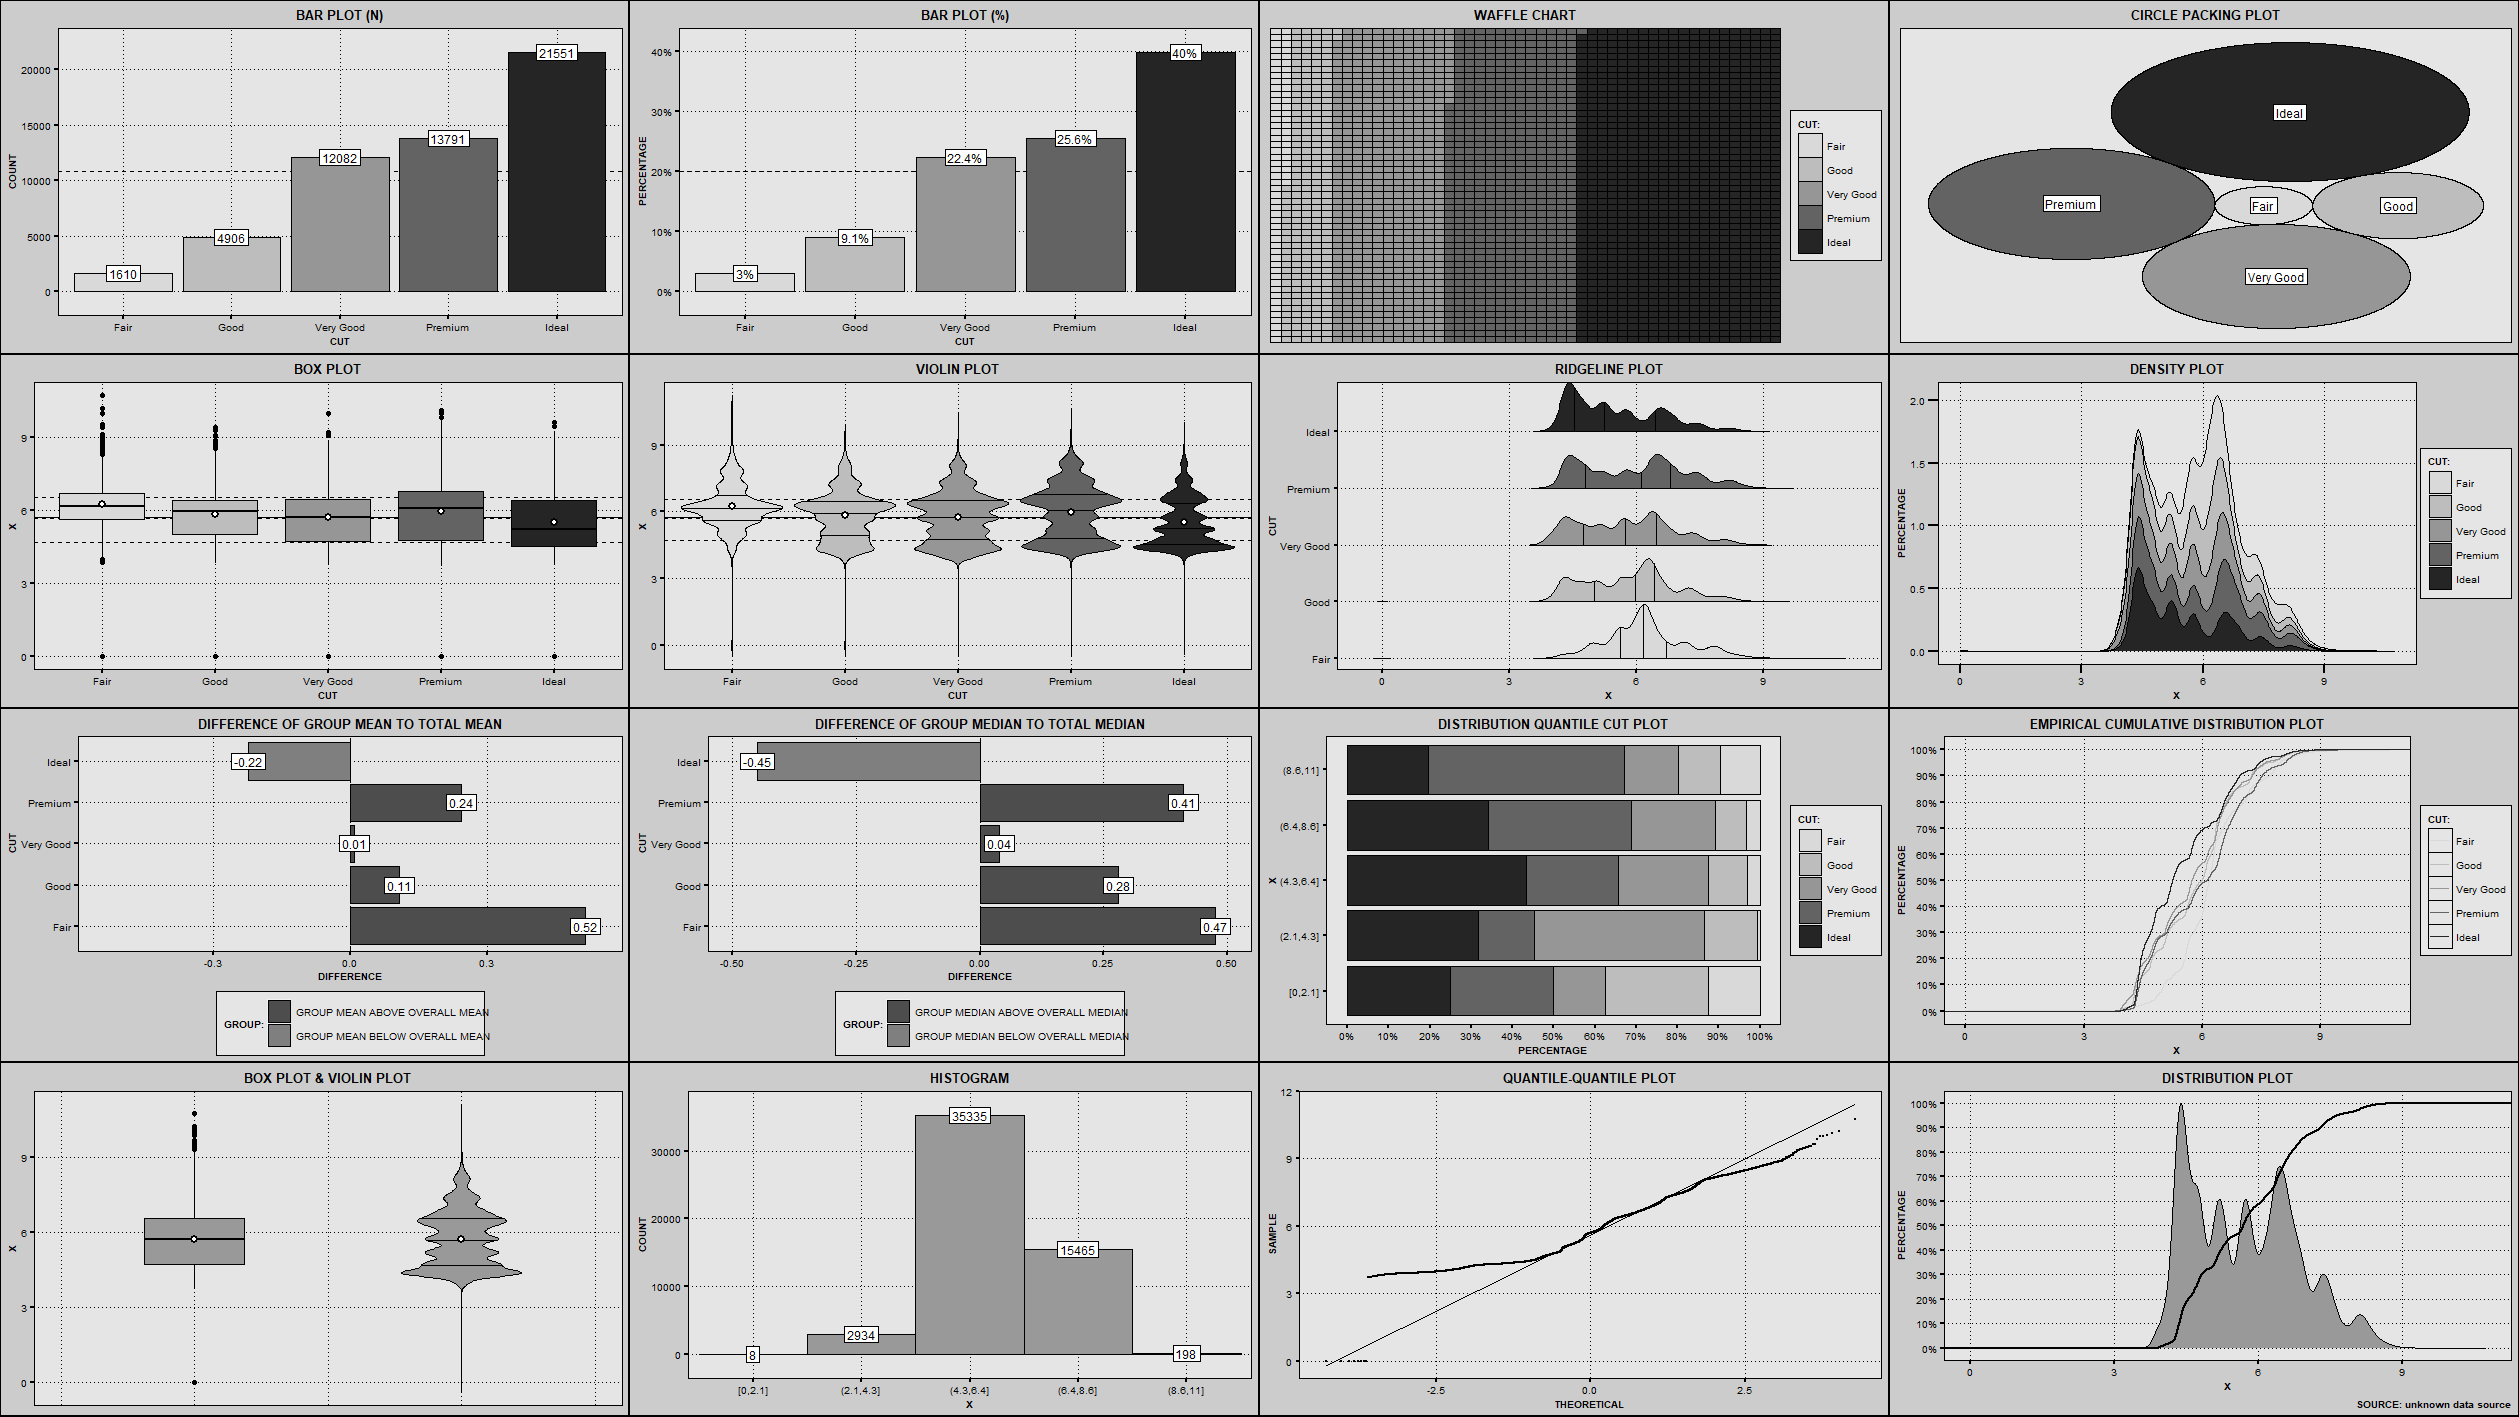 BAR PLOT (N)
COUNT
20000
15000
10000
5000
0
1610
4906
12082
13791
21551
Fair
Good
Very Good
Premium
Ideal
CUT
BAR PLOT (%)
PERCENTAGE
40%
30%
20%
10%
0%
3%
9.1%
22.4%
25.6%
40%
Fair
Good
Very Good
Premium
Ideal
CUT
WAFFLE CHART
CUT:
Fair
Good
Very Good
Premium
Ideal
CIRCLE PACKING PLOT
Ideal
Premium
Fair
Good
Very Good
BOX PLOT
X
9
6
3
0
Fair
Good
Very Good
Premium
Ideal
CUT
VIOLIN PLOT
X
9
6
3
0
Fair
Good
Very Good
Premium
Ideal
CUT
RIDGELINE PLOT
CUT
Ideal
Premium
Very Good
Good
Fair
0
3
6
9
X
DENSITY PLOT
PERCENTAGE
2.0
1.5
1.0
0.5
0.0
0
3
6
9
X
CUT:
Fair
Good
Very Good
Premium
Ideal
DIFFERENCE OF GROUP MEAN TO TOTAL MEAN
CUT
Ideal
Premium
Very Good
Good
Fair
-0.22
0.24
0.01
0.11
0.52
-0.3
0.0
0.3
DIFFERENCE
GROUP:
GROUP MEAN ABOVE OVERALL MEAN
GROUP MEAN BELOW OVERALL MEAN
DIFFERENCE OF GROUP MEDIAN TO TOTAL MEDIAN
CUT
Ideal
Premium
Very Good
Good
Fair
-0.45
0.41
0.04
0.28
0.47
-0.50
-0.25
0.00
0.25
0.50
DIFFERENCE
GROUP:
GROUP MEDIAN ABOVE OVERALL MEDIAN
GROUP MEDIAN BELOW OVERALL MEDIAN
DISTRIBUTION QUANTILE CUT PLOT
X
(8.6,11]
(6.4,8.6]
(4.3,6.4]
(2.1,4.3]
[0,2.1]
0%
10%
20%
30%
40%
50%
60%
70%
80%
90%
100%
PERCENTAGE
CUT:
Fair
Good
Very Good
Premium
Ideal
EMPIRICAL CUMULATIVE DISTRIBUTION PLOT
PERCENTAGE
100%
90%
80%
70%
60%
50%
40%
30%
20%
10%
0%
0
3
6
9
X
CUT:
Fair
Good
Very Good
Premium
Ideal
BOX PLOT & VIOLIN PLOT
X
9
6
3
0
HISTOGRAM
COUNT
30000
20000
10000
0
8
2934
35335
15465
198
[0,2.1]
(2.1,4.3]
(4.3,6.4]
(6.4,8.6]
(8.6,11]
X
QUANTILE-QUANTILE PLOT
SAMPLE
12
9
6
3
0
-2.5
0.0
2.5
THEORETICAL
DISTRIBUTION PLOT
PERCENTAGE
100%
90%
80%
70%
60%
50%
40%
30%
20%
10%
0%
0
3
6
9
X
SOURCE: unknown data source